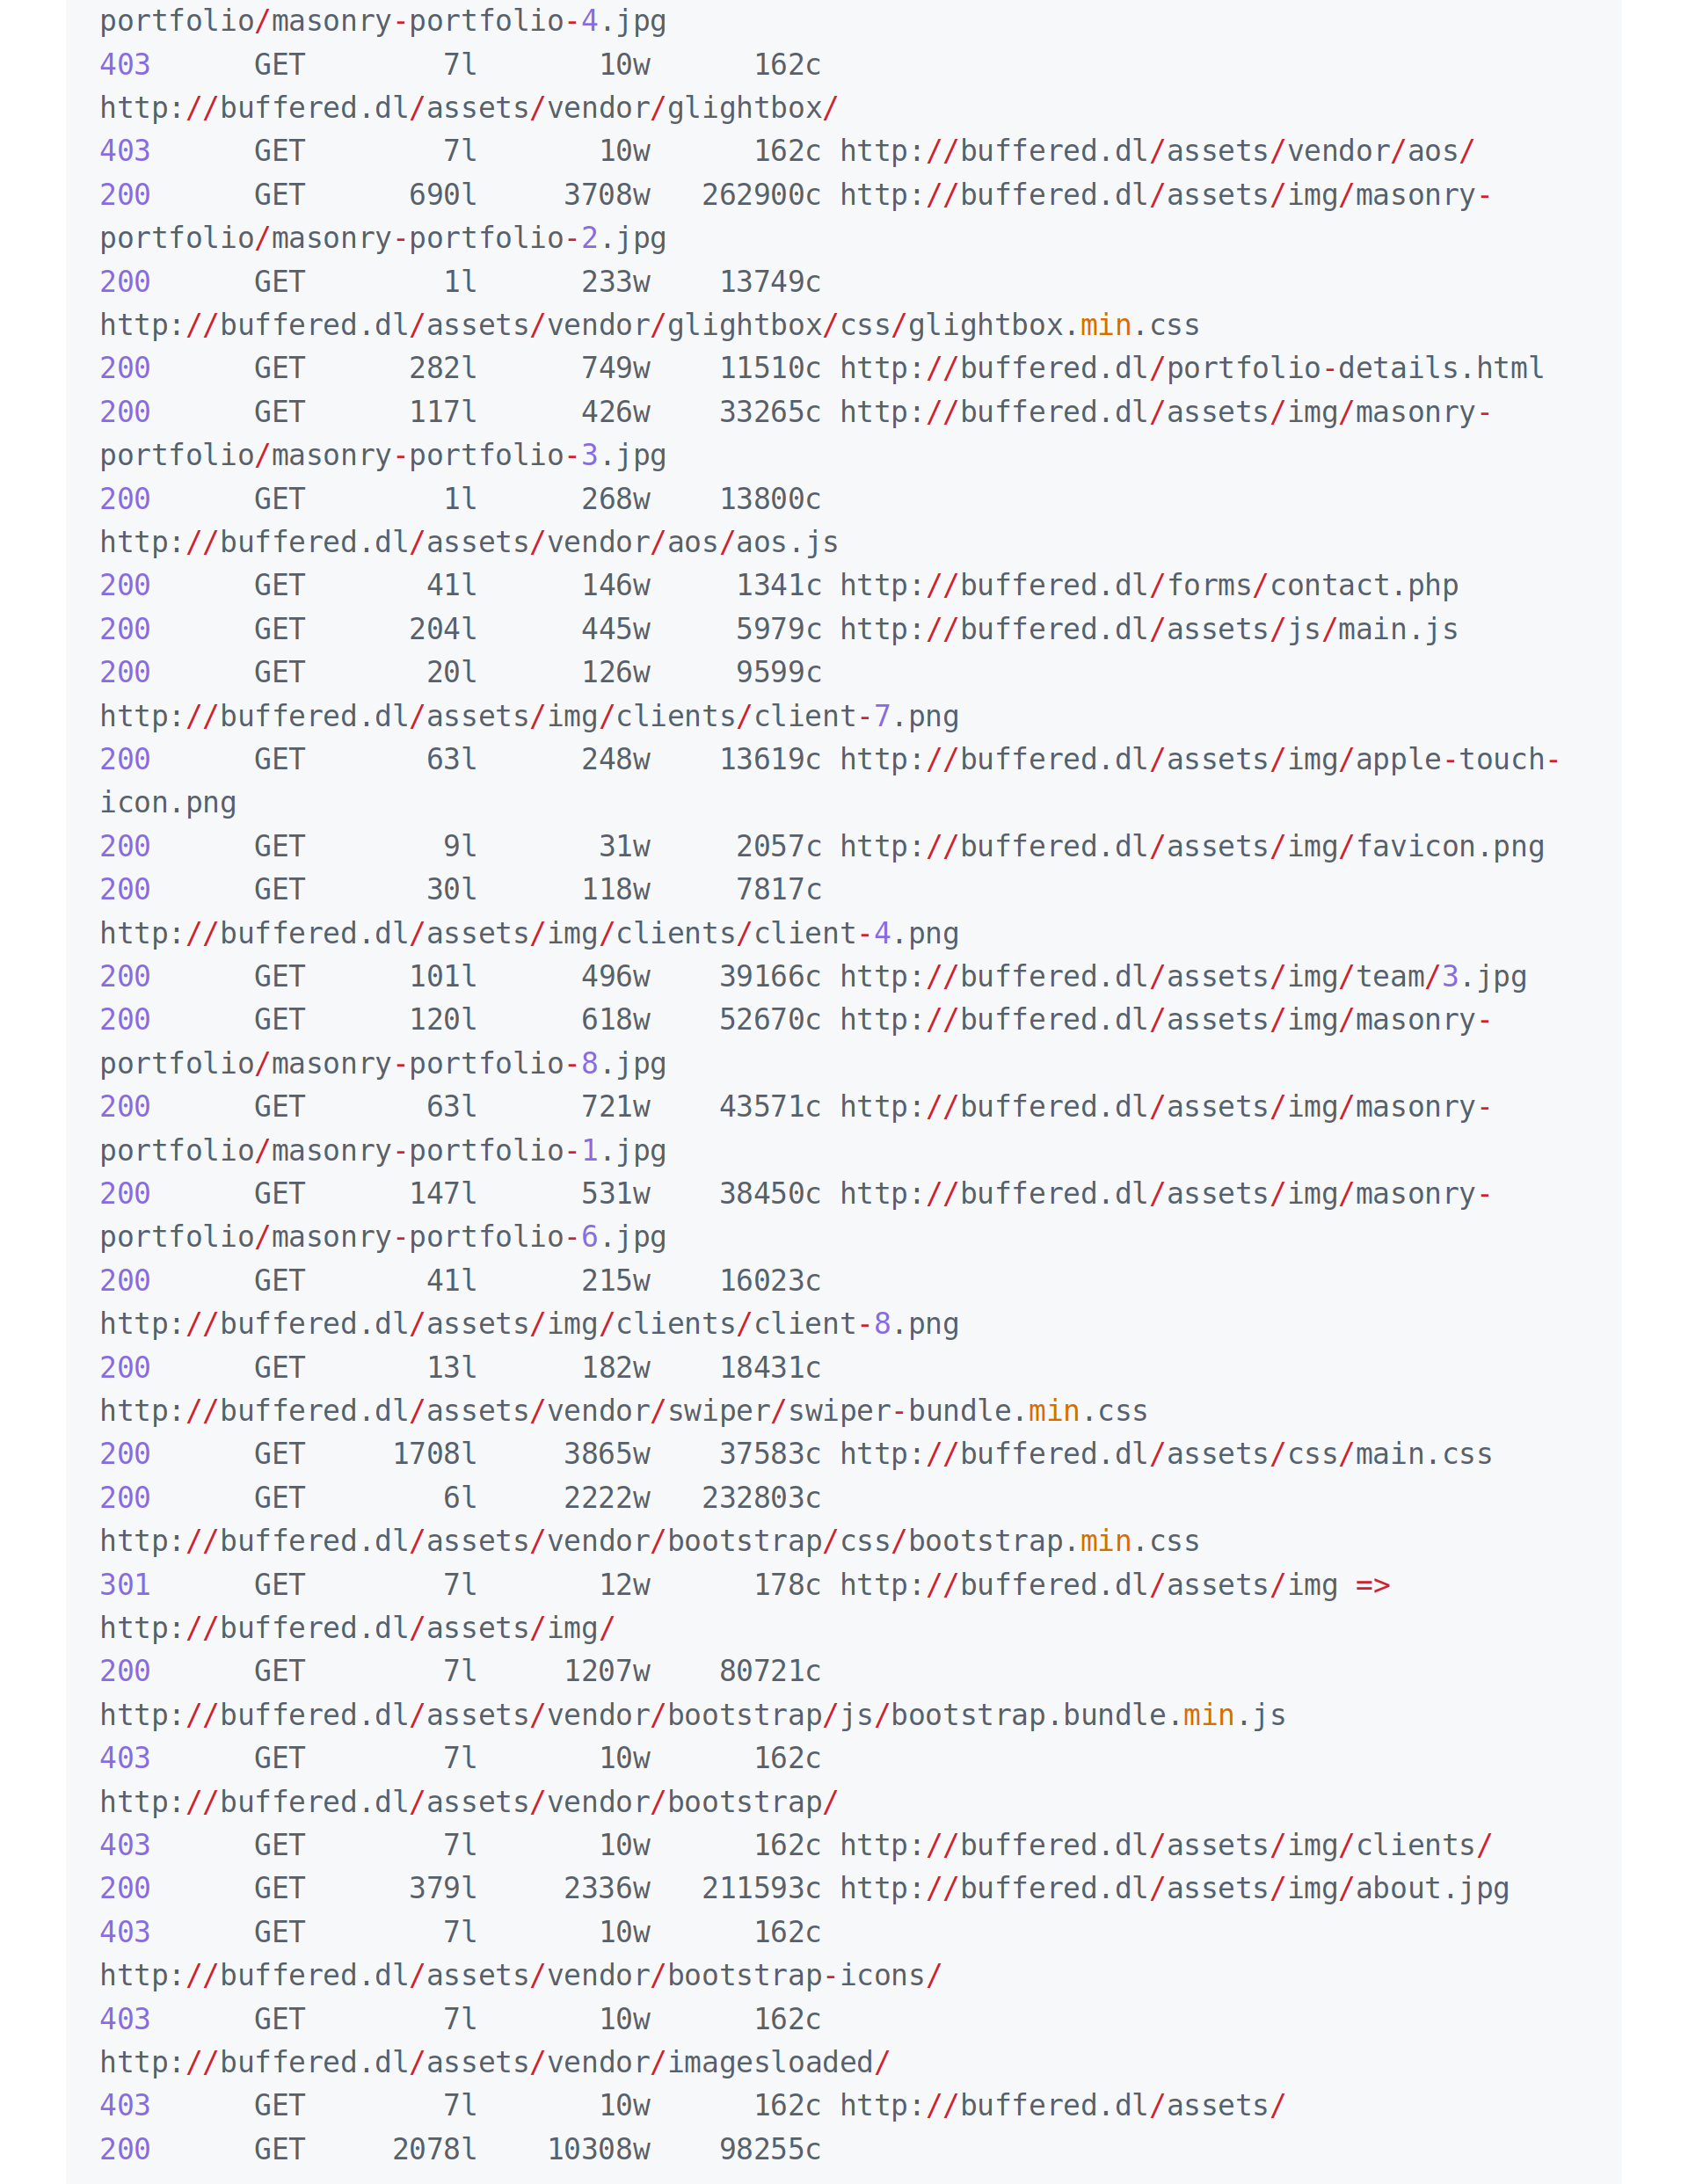 portfolio/masonry-portfolio-4.jpg
403      GET        7l       10w      162c
http://buffered.dl/assets/vendor/glightbox/
403      GET        7l       10w      162c http://buffered.dl/assets/vendor/aos/
200      GET      690l     3708w   262900c http://buffered.dl/assets/img/masonry-
portfolio/masonry-portfolio-2.jpg
200      GET        1l      233w    13749c
http://buffered.dl/assets/vendor/glightbox/css/glightbox.min.css
200      GET      282l      749w    11510c http://buffered.dl/portfolio-details.html
200      GET      117l      426w    33265c http://buffered.dl/assets/img/masonry-
portfolio/masonry-portfolio-3.jpg
200      GET        1l      268w    13800c
http://buffered.dl/assets/vendor/aos/aos.js
200      GET       41l      146w     1341c http://buffered.dl/forms/contact.php
200      GET      204l      445w     5979c http://buffered.dl/assets/js/main.js
200      GET       20l      126w     9599c
http://buffered.dl/assets/img/clients/client-7.png
200      GET       63l      248w    13619c http://buffered.dl/assets/img/apple-touch-
icon.png
200      GET        9l       31w     2057c http://buffered.dl/assets/img/favicon.png
200      GET       30l      118w     7817c
http://buffered.dl/assets/img/clients/client-4.png
200      GET      101l      496w    39166c http://buffered.dl/assets/img/team/3.jpg
200      GET      120l      618w    52670c http://buffered.dl/assets/img/masonry-
portfolio/masonry-portfolio-8.jpg
200      GET       63l      721w    43571c http://buffered.dl/assets/img/masonry-
portfolio/masonry-portfolio-1.jpg
200      GET      147l      531w    38450c http://buffered.dl/assets/img/masonry-
portfolio/masonry-portfolio-6.jpg
200      GET       41l      215w    16023c
http://buffered.dl/assets/img/clients/client-8.png
200      GET       13l      182w    18431c
http://buffered.dl/assets/vendor/swiper/swiper-bundle.min.css
200      GET     1708l     3865w    37583c http://buffered.dl/assets/css/main.css
200      GET        6l     2222w   232803c
http://buffered.dl/assets/vendor/bootstrap/css/bootstrap.min.css
301      GET        7l       12w      178c http://buffered.dl/assets/img =>
http://buffered.dl/assets/img/
200      GET        7l     1207w    80721c
http://buffered.dl/assets/vendor/bootstrap/js/bootstrap.bundle.min.js
403      GET        7l       10w      162c
http://buffered.dl/assets/vendor/bootstrap/
403      GET        7l       10w      162c http://buffered.dl/assets/img/clients/
200      GET      379l     2336w   211593c http://buffered.dl/assets/img/about.jpg
403      GET        7l       10w      162c
http://buffered.dl/assets/vendor/bootstrap-icons/
403      GET        7l       10w      162c
http://buffered.dl/assets/vendor/imagesloaded/
403      GET        7l       10w      162c http://buffered.dl/assets/
200      GET     2078l    10308w    98255c